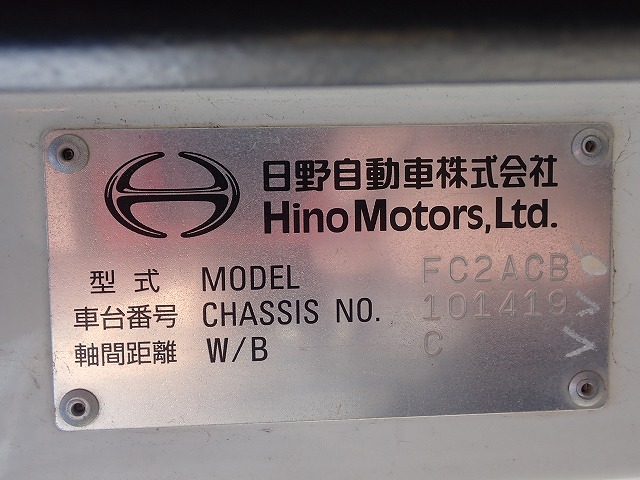 日野自動車株式会社
Hino Motors, Ltd.
型式 MODEL FC2ACB
車台番号 CHASSIS NO. 101419
軸間距離 W/B C